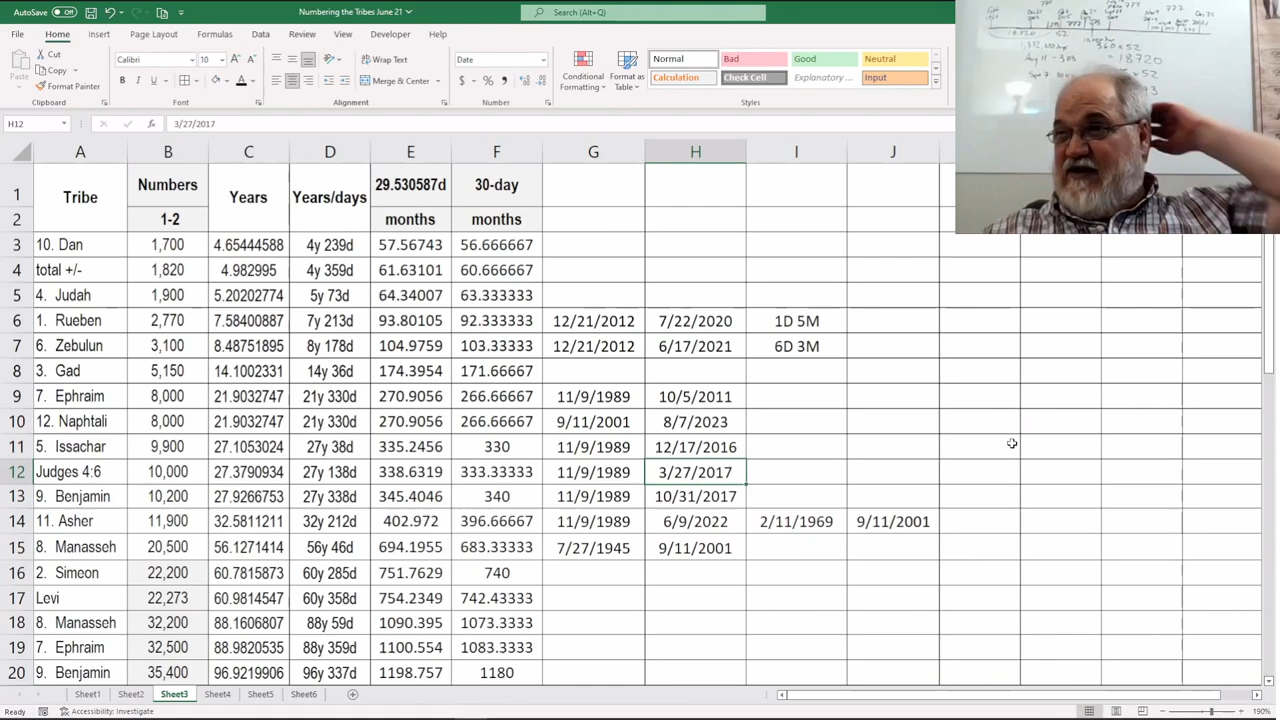 AutoSave Off Numbering the Tribes June 21 Search (Alt+Q)
File Home Insert Page Layout Formulas Data Review View Developer
Cut Copy Format Painter Paste Clipboard
Calibri 10 Font
Wrap Text Merge & Center Alignment
Date Number
Conditional Formatting Format as Table
Normal Bad Good Neutral
Calculation Check Cell Explanatory ... Input
Styles
H12 3/27/2017
A B C D E F G H I J
1 Tribe Numbers Years Years/days 29.530587d 30-day
2 1-2 months months
3 10. Dan 1,700 4.65444588 4y 239d 57.56743 56.666667
4 total +/- 1,820 4.982995 4y 359d 61.63101 60.666667
5 4. Judah 1,900 5.20202774 5y 73d 64.34007 63.333333
6 1. Rueben 2,770 7.58400887 7y 213d 93.80105 92.333333 12/21/2012 7/22/2020 1D 5M
7 6. Zebulun 3,100 8.48751895 8y 178d 104.9759 103.33333 12/21/2012 6/17/2021 6D 3M
8 3. Gad 5,150 14.1002331 14y 36d 174.3954 171.66667
9 7. Ephraim 8,000 21.9032747 21y 330d 270.9056 266.66667 11/9/1989 10/5/2011
10 12. Naphtali 8,000 21.9032747 21y 330d 270.9056 266.66667 9/11/2001 8/7/2023
11 5. Issachar 9,900 27.1053024 27y 38d 335.2456 330 11/9/1989 12/17/2016
12 Judges 4:6 10,000 27.3790934 27y 138d 338.6319 333.33333 11/9/1989 3/27/2017
13 9. Benjamin 10,200 27.9266753 27y 338d 345.4046 340 11/9/1989 10/31/2017
14 11. Asher 11,900 32.5811211 32y 212d 402.972 396.66667 11/9/1989 6/9/2022 2/11/1969 9/11/2001
15 8. Manasseh 20,500 56.1271414 56y 46d 694.1955 683.33333 7/27/1945 9/11/2001
16 2. Simeon 22,200 60.7815873 60y 285d 751.7629 740
17 Levi 22,273 60.9814547 60y 358d 754.2349 742.43333
18 8. Manasseh 32,200 88.1606807 88y 59d 1090.395 1073.3333
19 7. Ephraim 32,500 88.9820535 88y 359d 1100.554 1083.3333
20 9. Benjamin 35,400 96.9219906 96y 337d 1198.757 1180
Sheet1 Sheet2 Sheet3 Sheet4 Sheet5 Sheet6
Ready Accessibility: Investigate 190%
360 x 52
18720